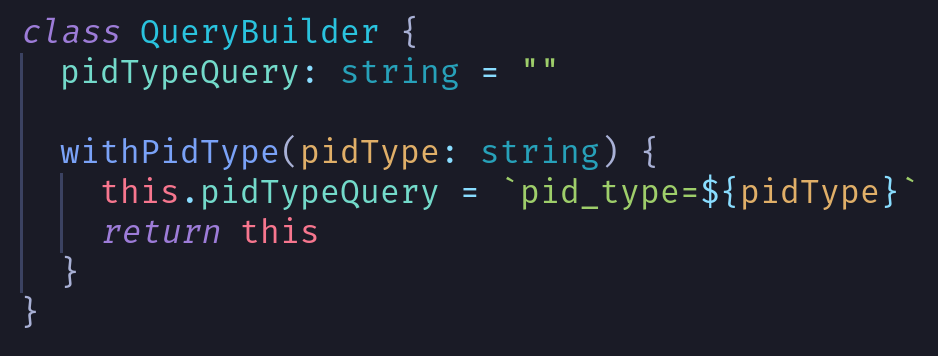 class QueryBuilder {
  pidTypeQuery: string = ""

  withPidType(pidType: string) {
    this.pidTypeQuery = `pid_type=${pidType}`
    return this
  }
}